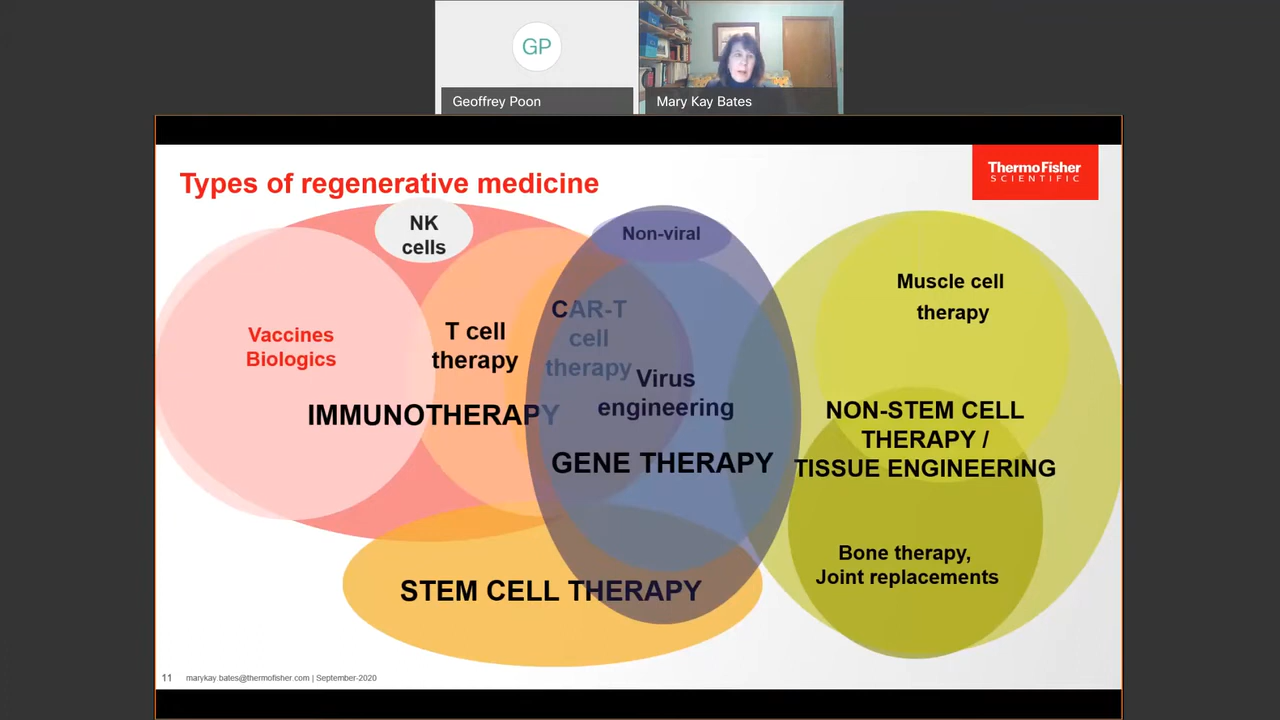 GP
Geoffrey Poon
Mary Kay Bates
Types of regenerative medicine
ThermoFisher
SCIENTIFIC
NK
cells
Non-viral
Muscle cell
therapy
Vaccines
Biologics
T cell
therapy
CAR-T
cell
therapy
Virus
engineering
IMMUNOTHERAPY
GENE THERAPY
NON-STEM CELL
THERAPY /
TISSUE ENGINEERING
Bone therapy,
Joint replacements
STEM CELL THERAPY
11 marykay.bates@thermofisher.com | September-2020